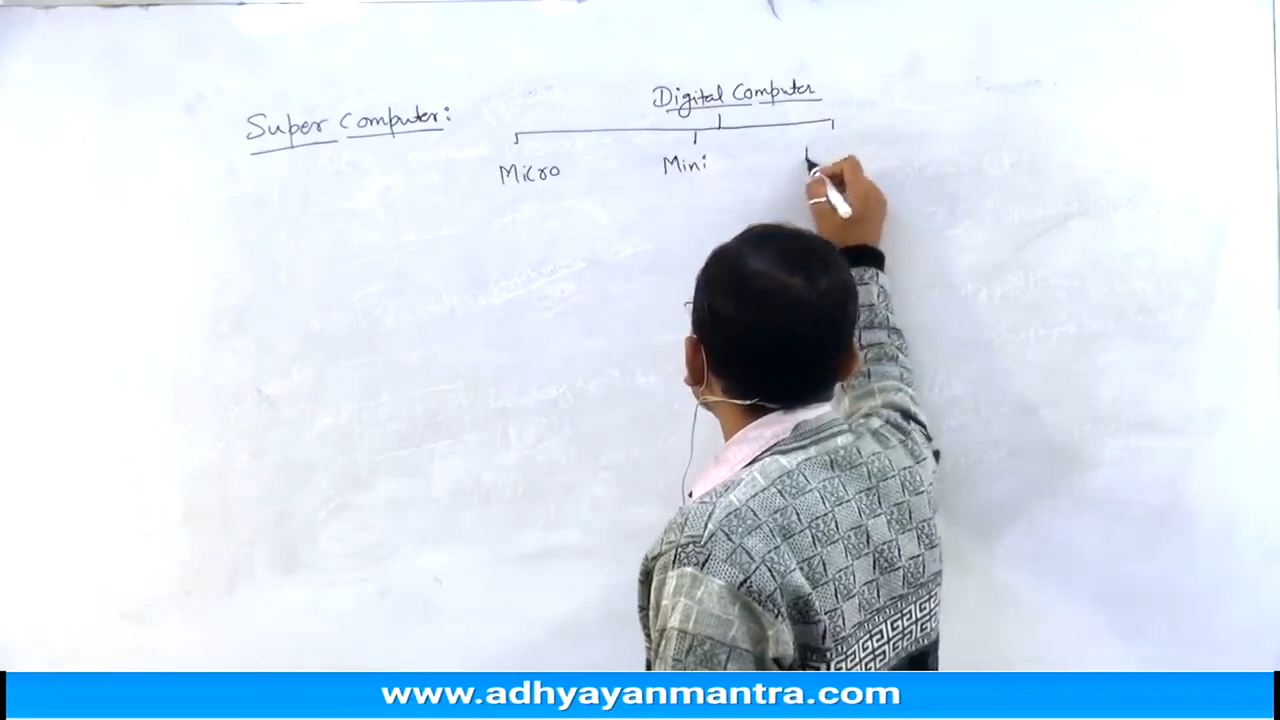 Digital Computer
Super Computer:
Micro
Mini
www.adhyayanmantra.com